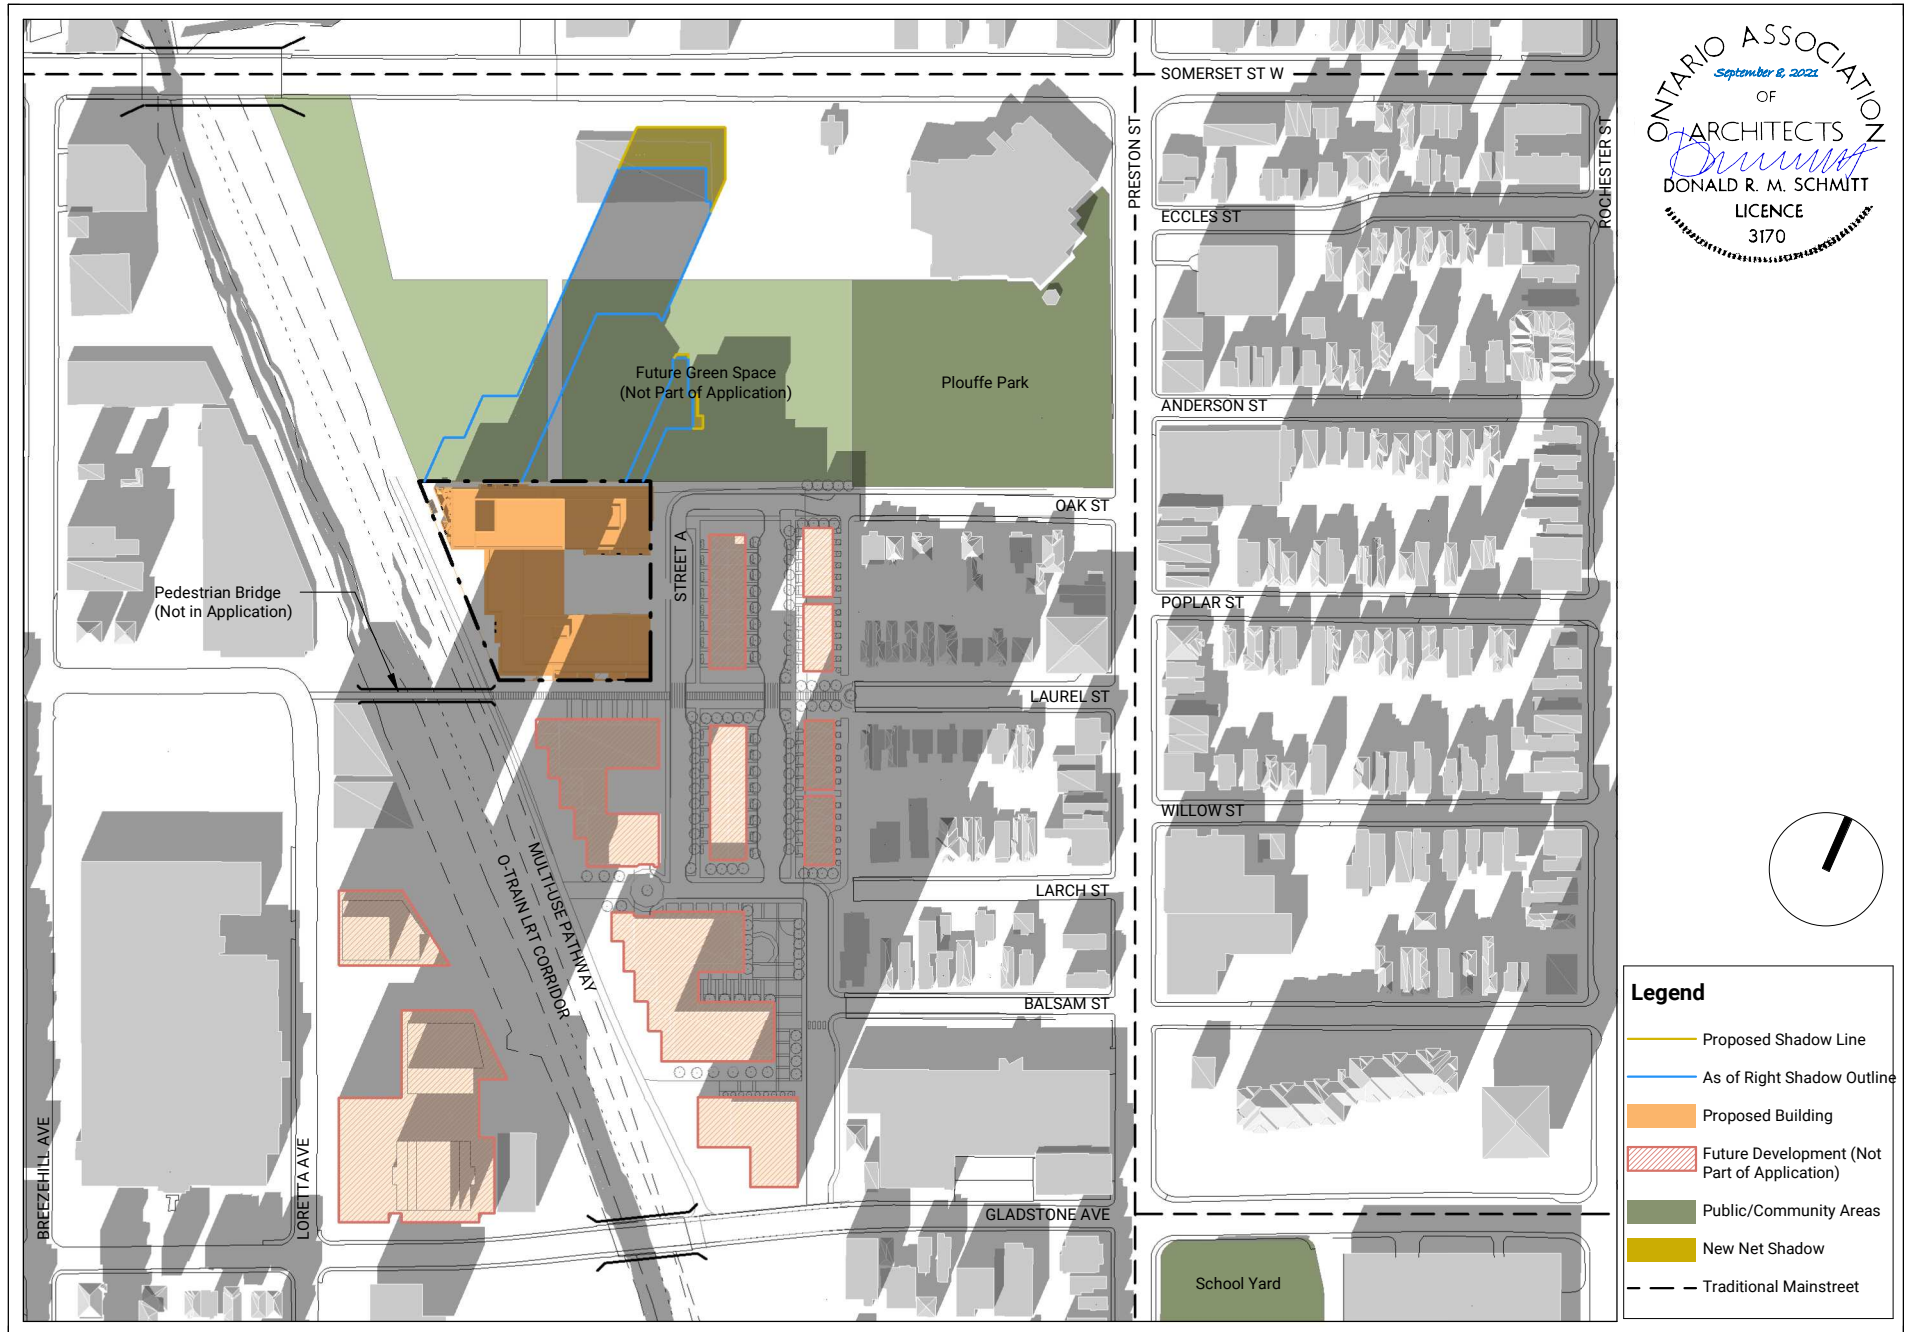 SOMERSET ST W
PRESTON ST
ROCHESTER ST
ECCLES ST
ANDERSON ST
Future Green Space
(Not Part of Application)
Plouffe Park
OAK ST
STREET A
Pedestrian Bridge
(Not in Application)
POPLAR ST
LAUREL ST
WILLOW ST
MULTI-USE PATHWAY
O-TRAIN LRT CORRIDOR
LARCH ST
BALSAM ST
BREEZEHILL AVE
LORETTA AVE
GLADSTONE AVE
School Yard
ONTARIO ASSOCIATION
September 8, 2021
OF
ARCHITECTS
DONALD R. M. SCHMITT
LICENCE
3170
Legend
Proposed Shadow Line
As of Right Shadow Outline
Proposed Building
Future Development (Not
Part of Application)
Public/Community Areas
New Net Shadow
Traditional Mainstreet